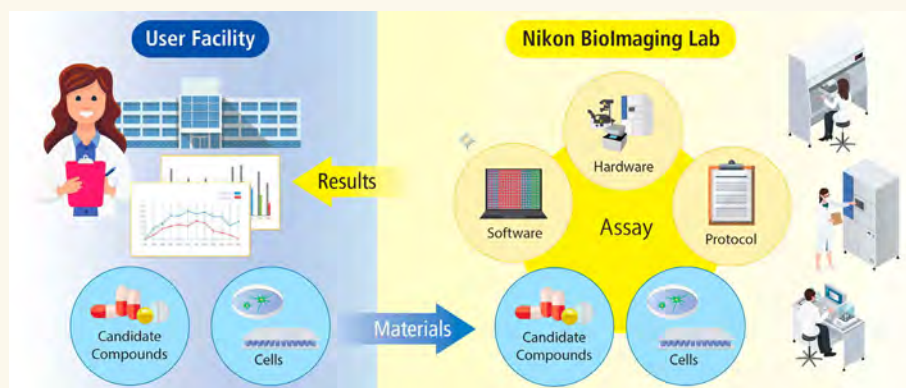 User Facility
Nikon BioImaging Lab
Hardware
Results
Software
Assay
Protocol
Candidate
Compounds
Cells
Materials
Candidate
Compounds
Cells